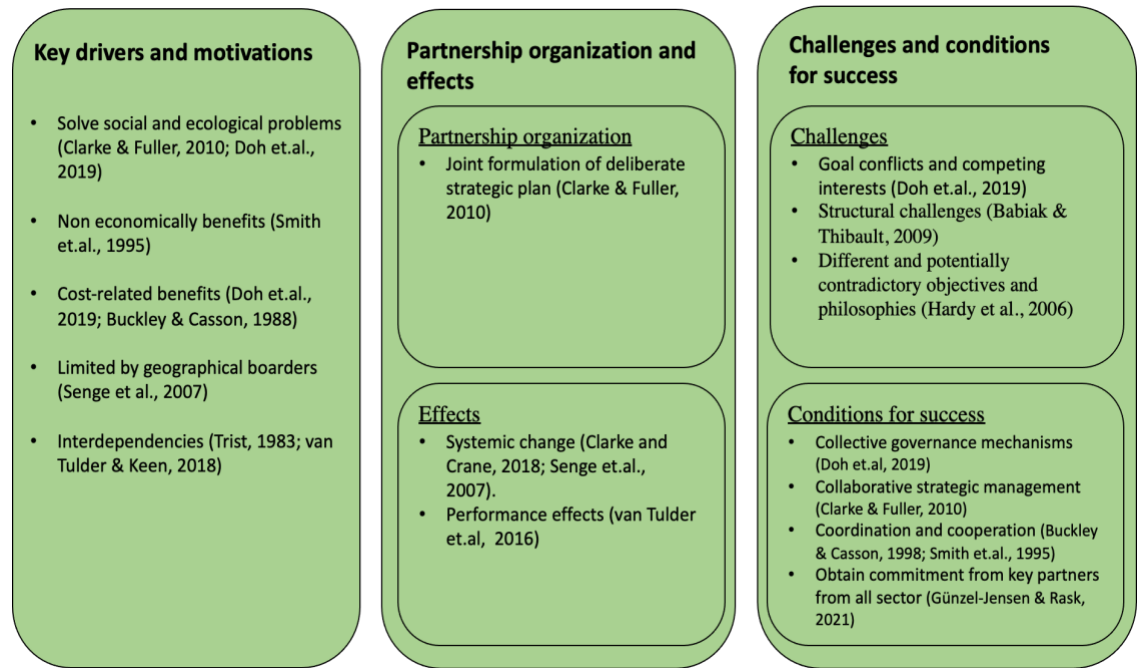 Key drivers and motivations
• Solve social and ecological problems
(Clarke & Fuller, 2010; Doh et.al.,
2019)
• Non economically benefits (Smith
et.al., 1995)
• Cost-related benefits (Doh et.al.,
2019; Buckley & Casson, 1988)
• Limited by geographical boarders
(Senge et al., 2007)
• Interdependencies (Trist, 1983; van
Tulder & Keen, 2018)
Partnership organization and
effects
Partnership organization
• Joint formulation of deliberate
strategic plan (Clarke & Fuller,
2010)
Effects
• Systemic change (Clarke and
Crane, 2018; Senge et.al.,
2007).
• Performance effects (van Tulder
et.al, 2016)
Challenges and conditions
for success
Challenges
• Goal conflicts and competing
interests (Doh et.al., 2019)
• Structural challenges (Babiak &
Thibault, 2009)
• Different and potentially
contradictory objectives and
philosophies (Hardy et al., 2006)
Conditions for success
• Collective governance mechanisms
(Doh et.al, 2019)
• Collaborative strategic management
(Clarke & Fuller, 2010)
• Coordination and cooperation (Buckley
& Casson, 1998; Smith et.al., 1995)
• Obtain commitment from key partners
from all sector (Günzel-Jensen & Rask,
2021)